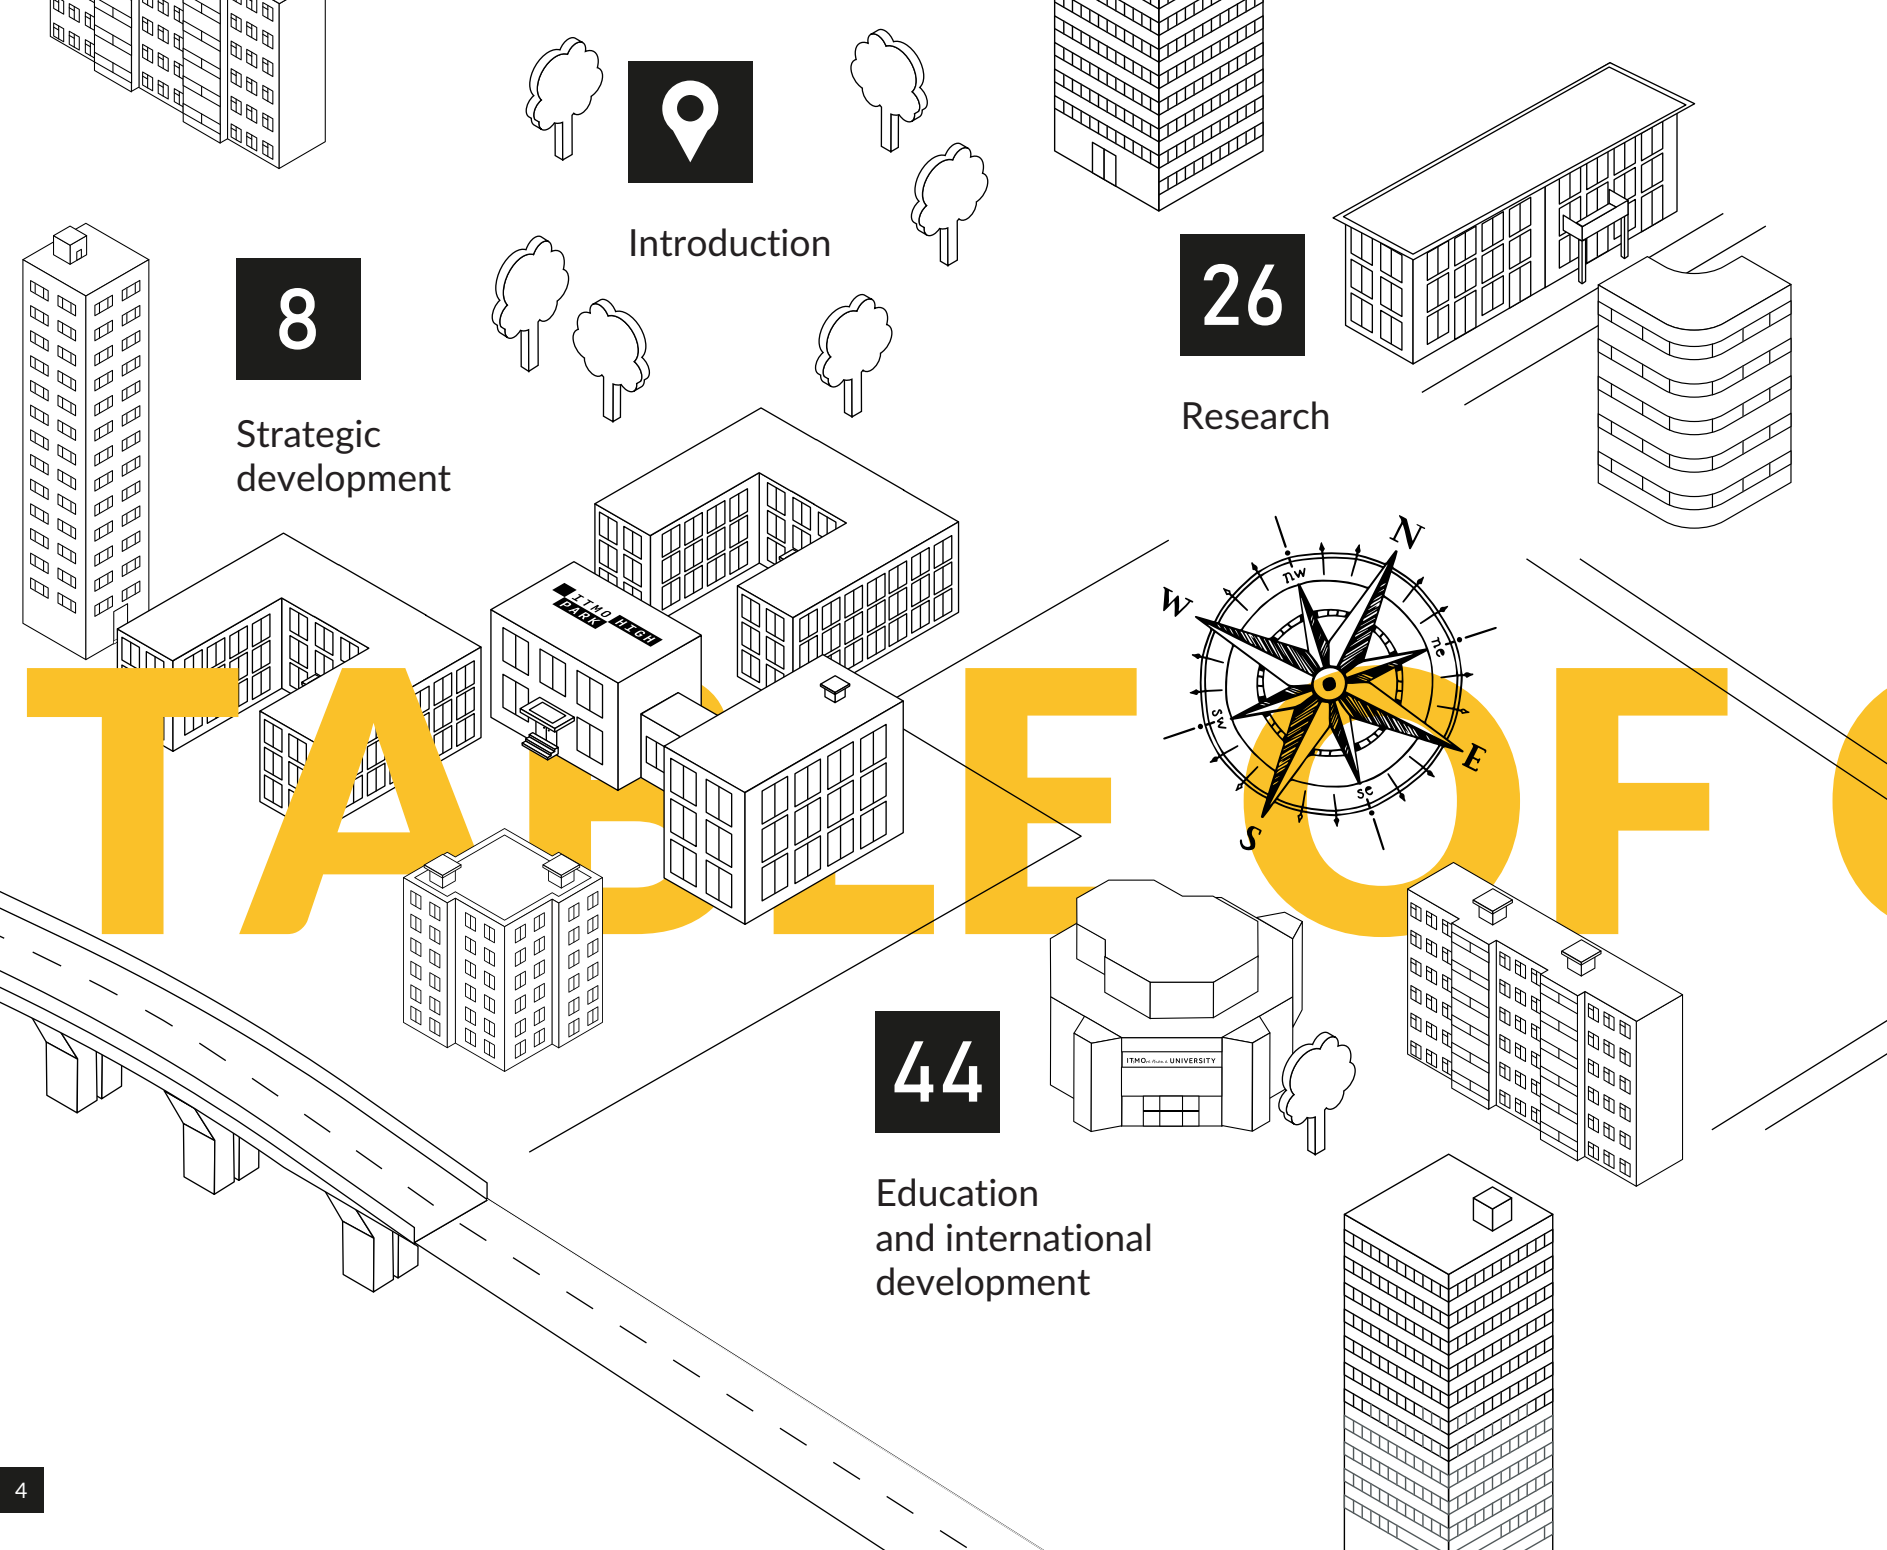 Introduction
8
Strategic
development
26
Research
ITMO
HIGH
PARK
N
nw
W
ne
sw
E
se
S
TABLE OF
44
ITMO
UNIVERSITY
Education
and international
development
4